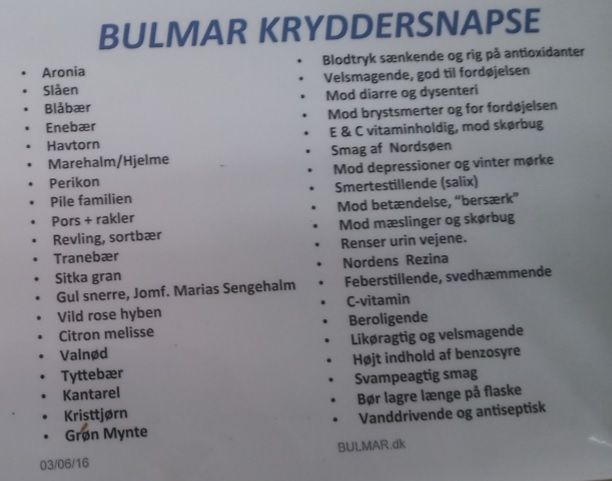 BULMAR KRYDDERSNAPSE
• Aronia
• Slåen
• Blåbær
• Enebær
• Havtorn
• Marehalm/Hjelme
• Perikon
• Pile familien
• Pors + rakler
• Revling, sortbær
• Tranebær
• Sitka gran
• Gul snerre, Jomf. Marias Sengehalm
• Vild rose hyben
• Citron melisse
• Valnød
• Tyttebær
• Kantarel
• Kristtjørn
• Grøn Mynte
03/06/16
• Blodtryk sænkende og rig på antioxidanter
• Velsmagende, god til fordøjelsen
• Mod diarre og dysenteri
• Mod brystsmerter og for fordøjelsen
• E & C vitaminholdig, mod skørbug
• Smag af Nordsøen
• Mod depressioner og vinter mørke
• Smertestillende (salix)
• Mod betændelse, "bersærk"
• Mod mæslinger og skørbug
• Renser urin vejene.
• Nordens Rezina
• Feberstillende, svedhæmmende
• C-vitamin
• Beroligende
• Likøragtig og velsmagende
• Højt indhold af benzosyre
• Svampeagtig smag
• Bør lagre længe på flaske
• Vanddrivende og antiseptisk
BULMAR.dk